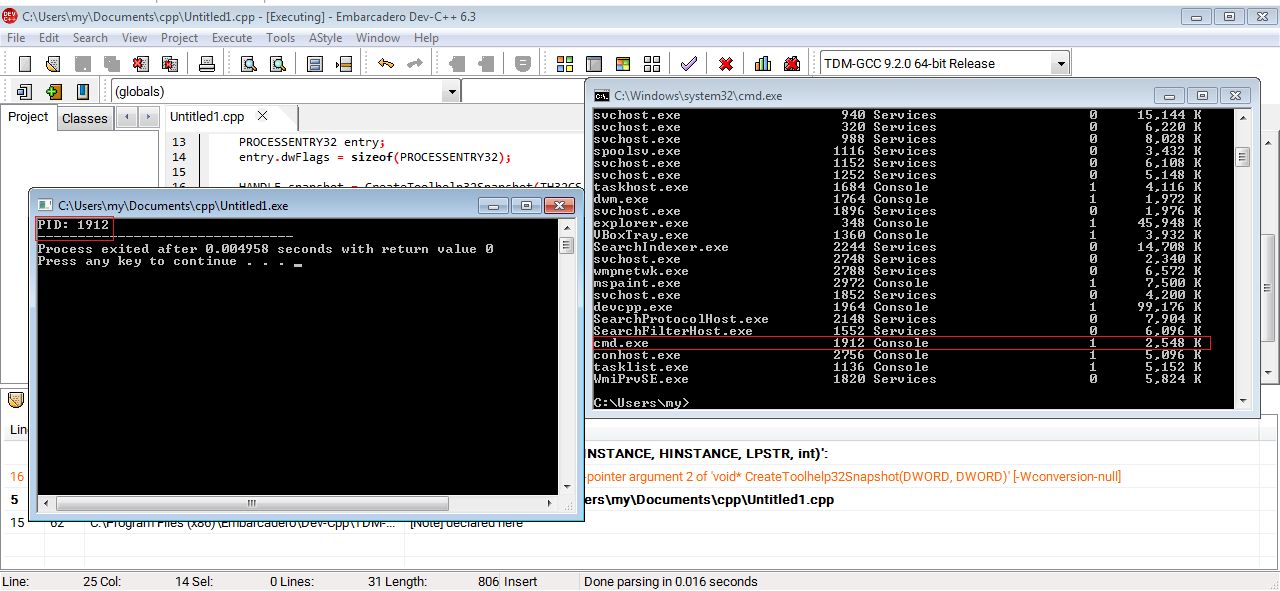 C:\Users\my\Documents\cpp\Untitled1.cpp - [Executing] - Embarcadero Dev-C++ 6.3
File Edit Search View Project Execute Tools AStyle Window Help
TDM-GCC 9.2.0 64-bit Release
(globals)
Project Classes
Untitled1.cpp
13 PROCESSENTRY32 entry;
14 entry.dwFlags = sizeof(PROCESSENTRY32);
15
C:\Users\my\Documents\cpp\Untitled1.exe
PID: 1912
--------------------------------
Process exited after 0.004958 seconds with return value 0
Press any key to continue . . . _
C:\Windows\system32\cmd.exe
svchost.exe 940 Services 0 15,144 K
svchost.exe 320 Services 0 6,220 K
svchost.exe 988 Services 0 8,028 K
spoolsv.exe 1116 Services 0 3,432 K
svchost.exe 1152 Services 0 6,108 K
svchost.exe 1252 Services 0 5,148 K
taskhost.exe 1684 Console 1 4,116 K
dwm.exe 1764 Console 1 1,972 K
svchost.exe 1896 Services 0 1,976 K
explorer.exe 348 Console 1 45,948 K
VBoxTray.exe 1360 Console 1 3,932 K
SearchIndexer.exe 2244 Services 0 14,708 K
svchost.exe 2748 Services 0 2,340 K
wmpnetwk.exe 2788 Services 0 6,572 K
mspaint.exe 2972 Console 1 7,500 K
svchost.exe 1852 Services 0 4,200 K
devcpp.exe 1964 Console 1 99,176 K
SearchProtocolHost.exe 2148 Services 0 7,904 K
SearchFilterHost.exe 1552 Services 0 6,096 K
cmd.exe 1912 Console 1 2,548 K
conhost.exe 2756 Console 1 5,096 K
tasklist.exe 1136 Console 1 5,152 K
WmiPrvSE.exe 1820 Services 0 5,824 K
C:\Users\my>
INSTANCE, HINSTANCE, LPSTR, int)':
16 -pointer argument 2 of 'void* CreateToolhelp32Snapshot(DWORD, DWORD)' [-Wconversion-null]
5 ers\my\Documents\cpp\Untitled1.cpp
15 62 C:\Program Files (x86)\Embarcadero\Dev-Cpp\TDM-... [Note] declared here
Line: 25 Col: 14 Sel: 0 Lines: 31 Length: 806 Insert Done parsing in 0.016 seconds